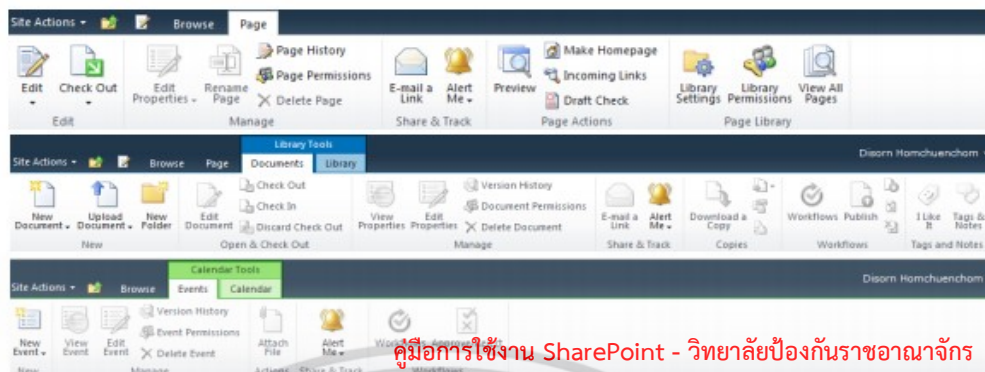 Site Actions Browse Page
Edit
Check Out
Edit Properties
Rename Page
Page History
Page Permissions
Delete Page
E-mail a Link
Alert Me
Preview
Make Homepage
Incoming Links
Draft Check
Library Settings
Library Permissions
View All Pages
Edit Manage Share & Track Page Actions Page Library
Library Tools
Site Actions Browse Page Documents Library Disorn Homchuenchom
New Document
Upload Document
New Folder
Edit Document
Check Out
Check In
Discard Check Out
View Properties
Edit Properties
Version History
Document Permissions
Delete Document
E-mail a Link
Alert Me
Download a Copy
Workflows
Publish
I Like It
Tags & Notes
New Open & Check Out Manage Share & Track Copies Workflows Tags and Notes
Calendar Tools
Site Actions Browse Events Calendar Disorn Homchuenchom
New Event
View Event
Edit Event
Version History
Event Permissions
Delete Event
Attach File
Alert Me
คู่มือการใช้งาน SharePoint - วิทยาลัยป้องกันราชอาณาจักร
New Manage Actions Share & Track Workflows